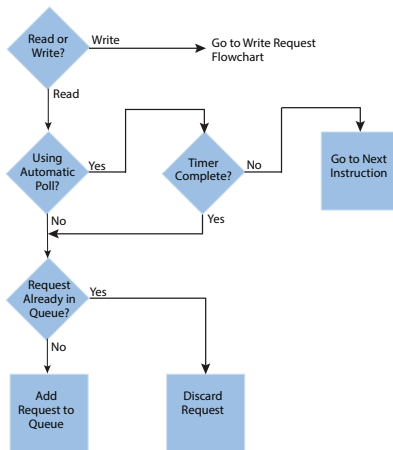 Read or
Write?
Write
Go to Write Request
Flowchart
Read
Using
Automatic
Poll?
Yes
Timer
Complete?
No
Go to Next
Instruction
No
Yes
Request
Already in
Queue?
Yes
No
Add
Request to
Queue
Discard
Request